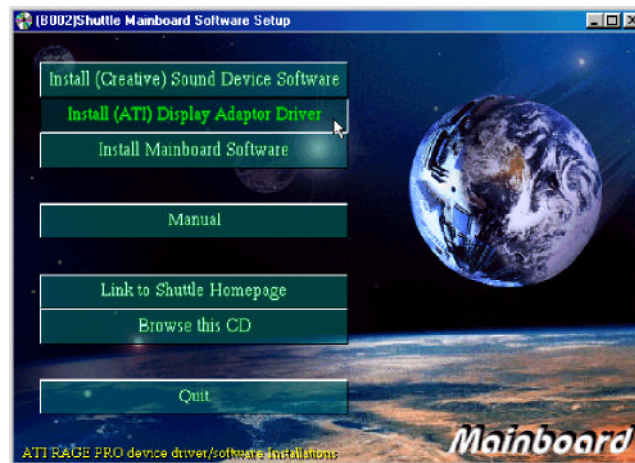 (B002)Shuttle Mainboard Software Setup
Install (Creative) Sound Device Software
Install (ATI) Display Adaptor Driver
Install Mainboard Software
Manual
Link to Shuttle Homepage
Browse this CD
Quit
ATI RAGE PRO device driver/software Installations
Mainboard